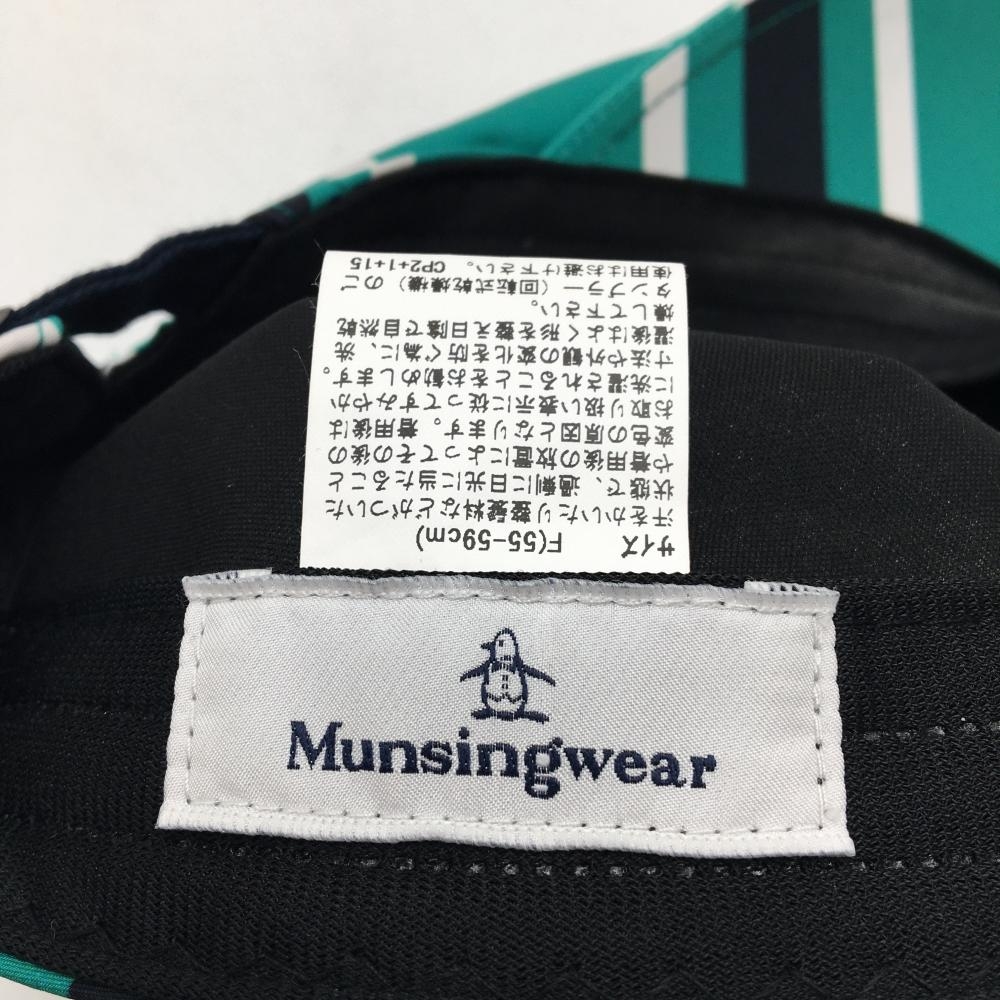 サイズ F(55-59cm)
汗をかいたり整髪料などがついた
状態で、過剰に日光に当たること
や着用後の放置によってその後の
変色の原因となります。着用後は
お取り扱い表示に従ってすみやか
に洗濯されることをお勧めします。
寸法や外観の変化を防ぐ為に、洗
濯後はよく形を整え日陰で自然乾
燥して下さい。
タンブラー（回転式乾燥機）のご
使用はお避け下さい。 CP2+1+15
Munsingwear